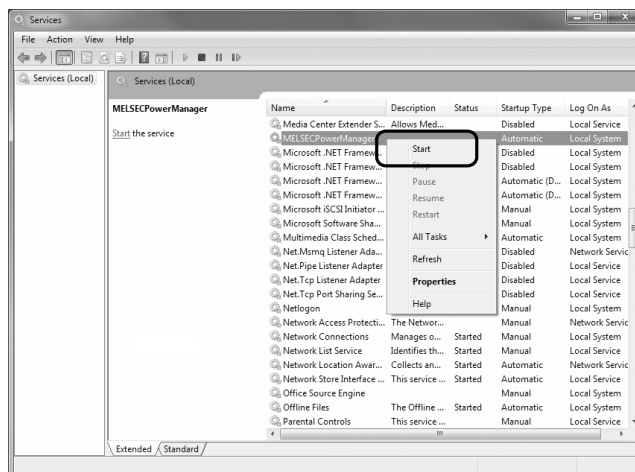 Services
File Action View Help
Services (Local)
Services (Local)
MELSECPowerManager
Start the service
Name Description Status Startup Type Log On As
Media Center Extender S... Allows Med... Disabled Local Service
MELSECPowerManager Automatic Local System
Microsoft .NET Framew... Disabled Local System
Microsoft .NET Framew... Disabled Local System
Microsoft .NET Framew... Automatic (D... Local System
Microsoft .NET Framew... Automatic (D... Local System
Microsoft iSCSI Initiator ... Manual Local System
Microsoft Software Sha... Manual Local System
Multimedia Class Sched... Automatic Local System
Net.Msmq Listener Ada... Disabled Network Servic
Net.Pipe Listener Adapter Disabled Local Service
Net.Tcp Listener Adapter Disabled Local Service
Net.Tcp Port Sharing Se... Disabled Local Service
Netlogon Manual Local System
Network Access Protecti... The Networ... Manual Network Servic
Network Connections Manages o... Started Manual Local System
Network List Service Identifies th... Started Manual Local Service
Network Location Awar... Collects an... Started Automatic Network Servic
Network Store Interface ... This service ... Started Automatic Local Service
Office Source Engine Manual Local System
Offline Files The Offline ... Started Automatic Local System
Parental Controls This service ... Manual Local Service
Start
Stop
Pause
Resume
Restart
All Tasks
Refresh
Properties
Help
Extended Standard